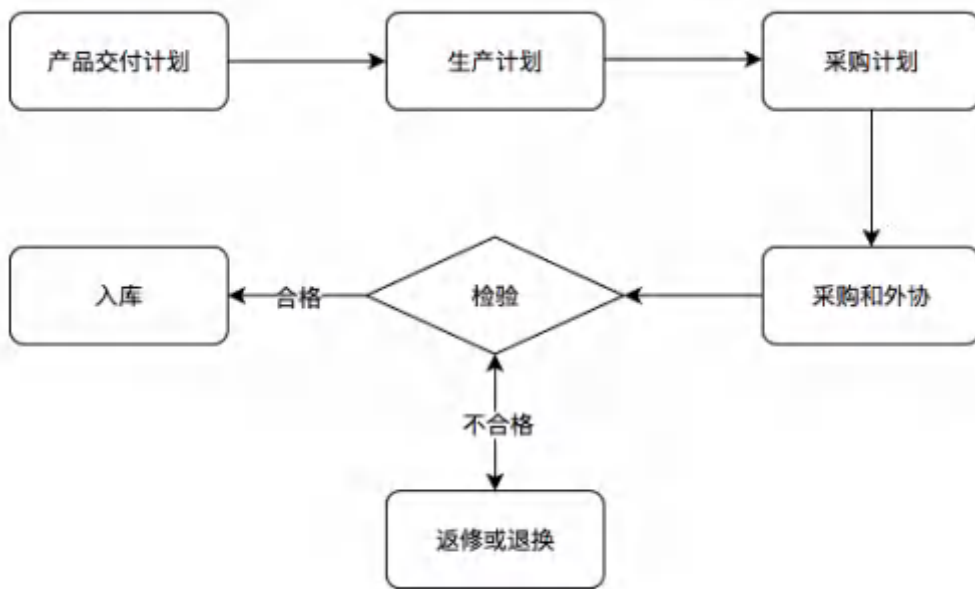 产品交付计划
生产计划
采购计划
采购和外协
检验
合格
入库
不合格
返修或退换